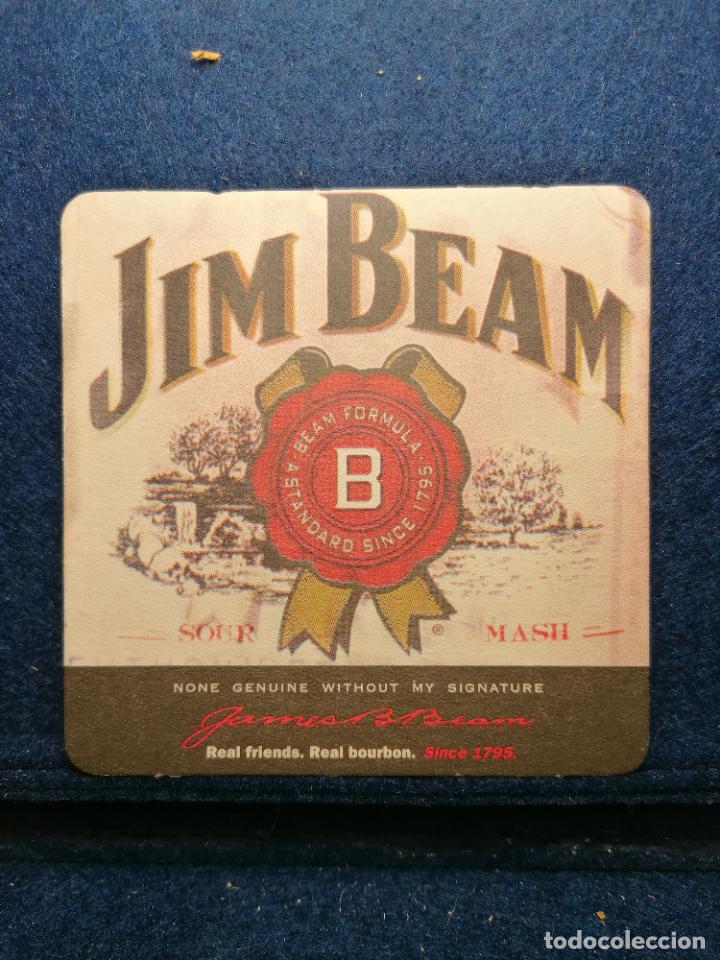 JIM BEAM
BEAM FORMULA · A STANDARD SINCE 1795 ·
B
SOUR MASH
®
NONE GENUINE WITHOUT MY SIGNATURE
James B. Beam
Real friends. Real bourbon. Since 1795.
todocoleccion